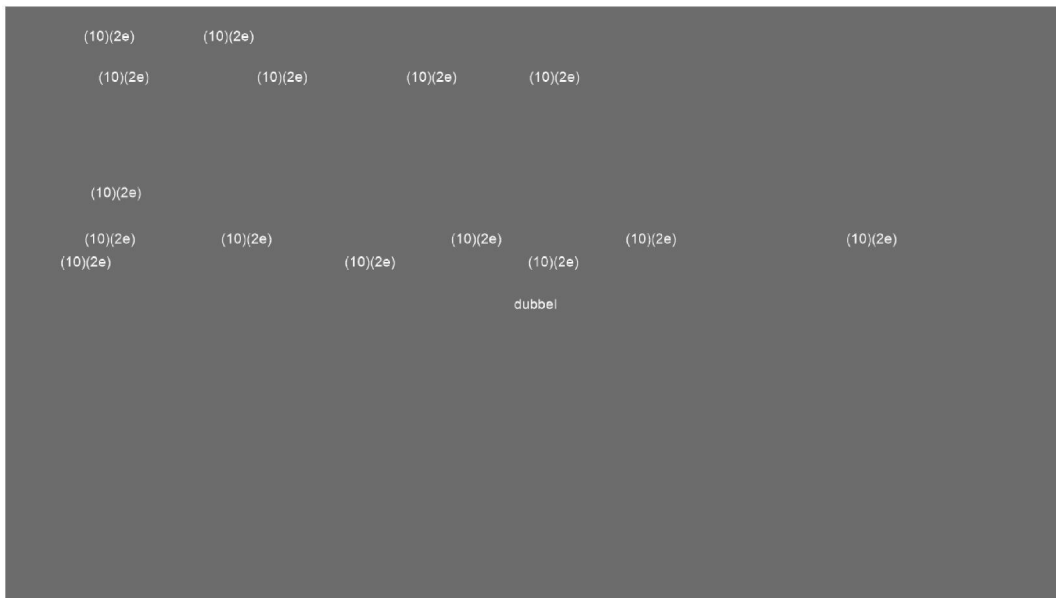 (10)(2e) (10)(2e)
(10)(2e) (10)(2e) (10)(2e) (10)(2e)
(10)(2e)
(10)(2e) (10)(2e) (10)(2e) (10)(2e) (10)(2e)
(10)(2e) (10)(2e) (10)(2e)
dubbel